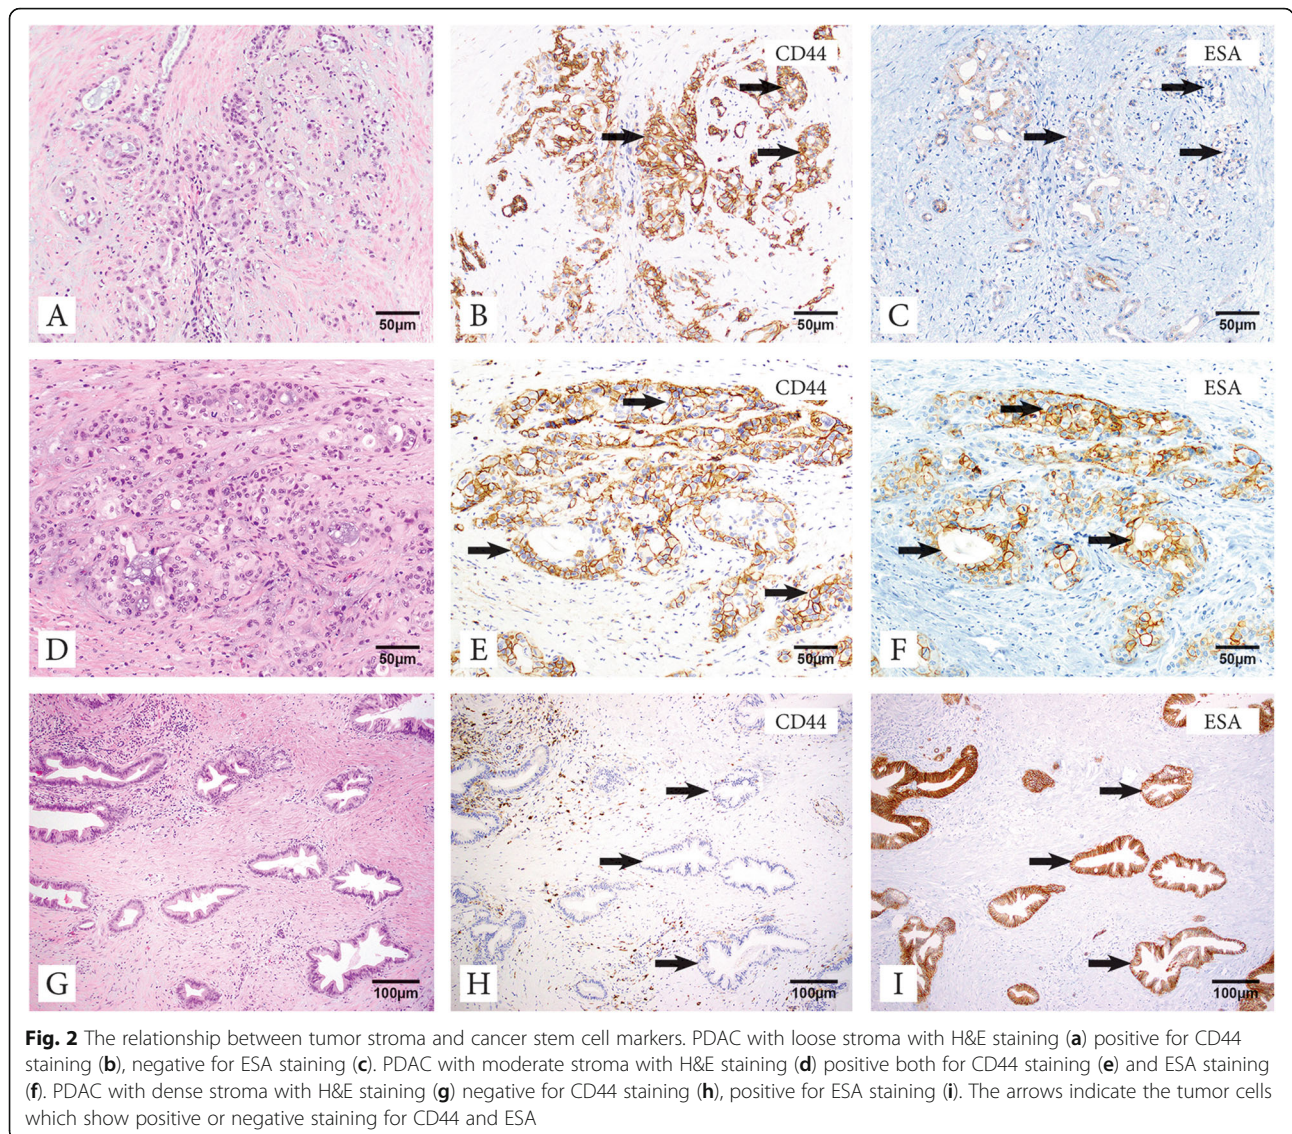 CD44
ESA
A
50µm
B
50µm
C
50µm
CD44
ESA
D
50µm
E
50µm
F
50µm
CD44
ESA
G
100µm
H
100µm
I
100µm
Fig. 2 The relationship between tumor stroma and cancer stem cell markers. PDAC with loose stroma with H&E staining (a) positive for CD44
staining (b), negative for ESA staining (c). PDAC with moderate stroma with H&E staining (d) positive both for CD44 staining (e) and ESA staining
(f). PDAC with dense stroma with H&E staining (g) negative for CD44 staining (h), positive for ESA staining (i). The arrows indicate the tumor cells
which show positive or negative staining for CD44 and ESA